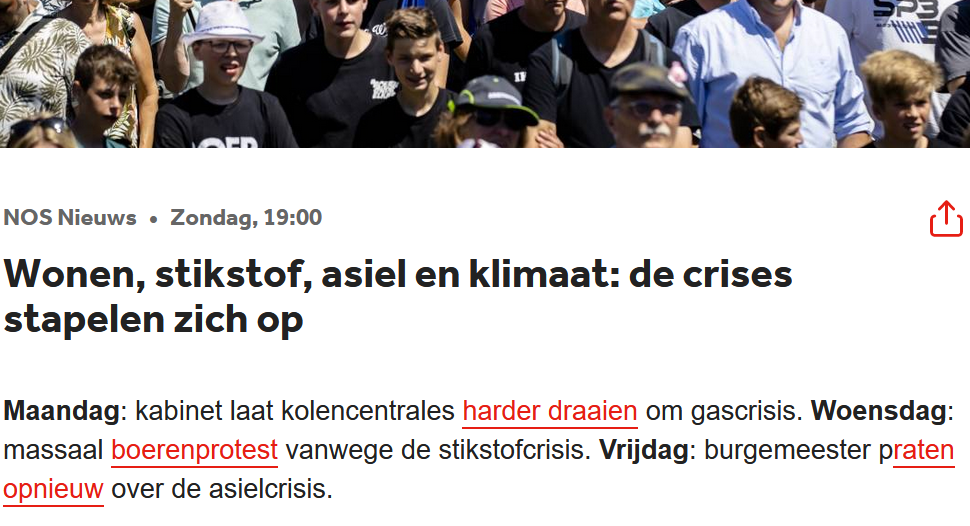 SP3
NOS Nieuws • Zondag, 19:00
Wonen, stikstof, asiel en klimaat: de crises
stapelen zich op
Maandag: kabinet laat kolencentrales harder draaien om gascrisis. Woensdag:
massaal boerenprotest vanwege de stikstofcrisis. Vrijdag: burgemeester praten
opnieuw over de asielcrisis.